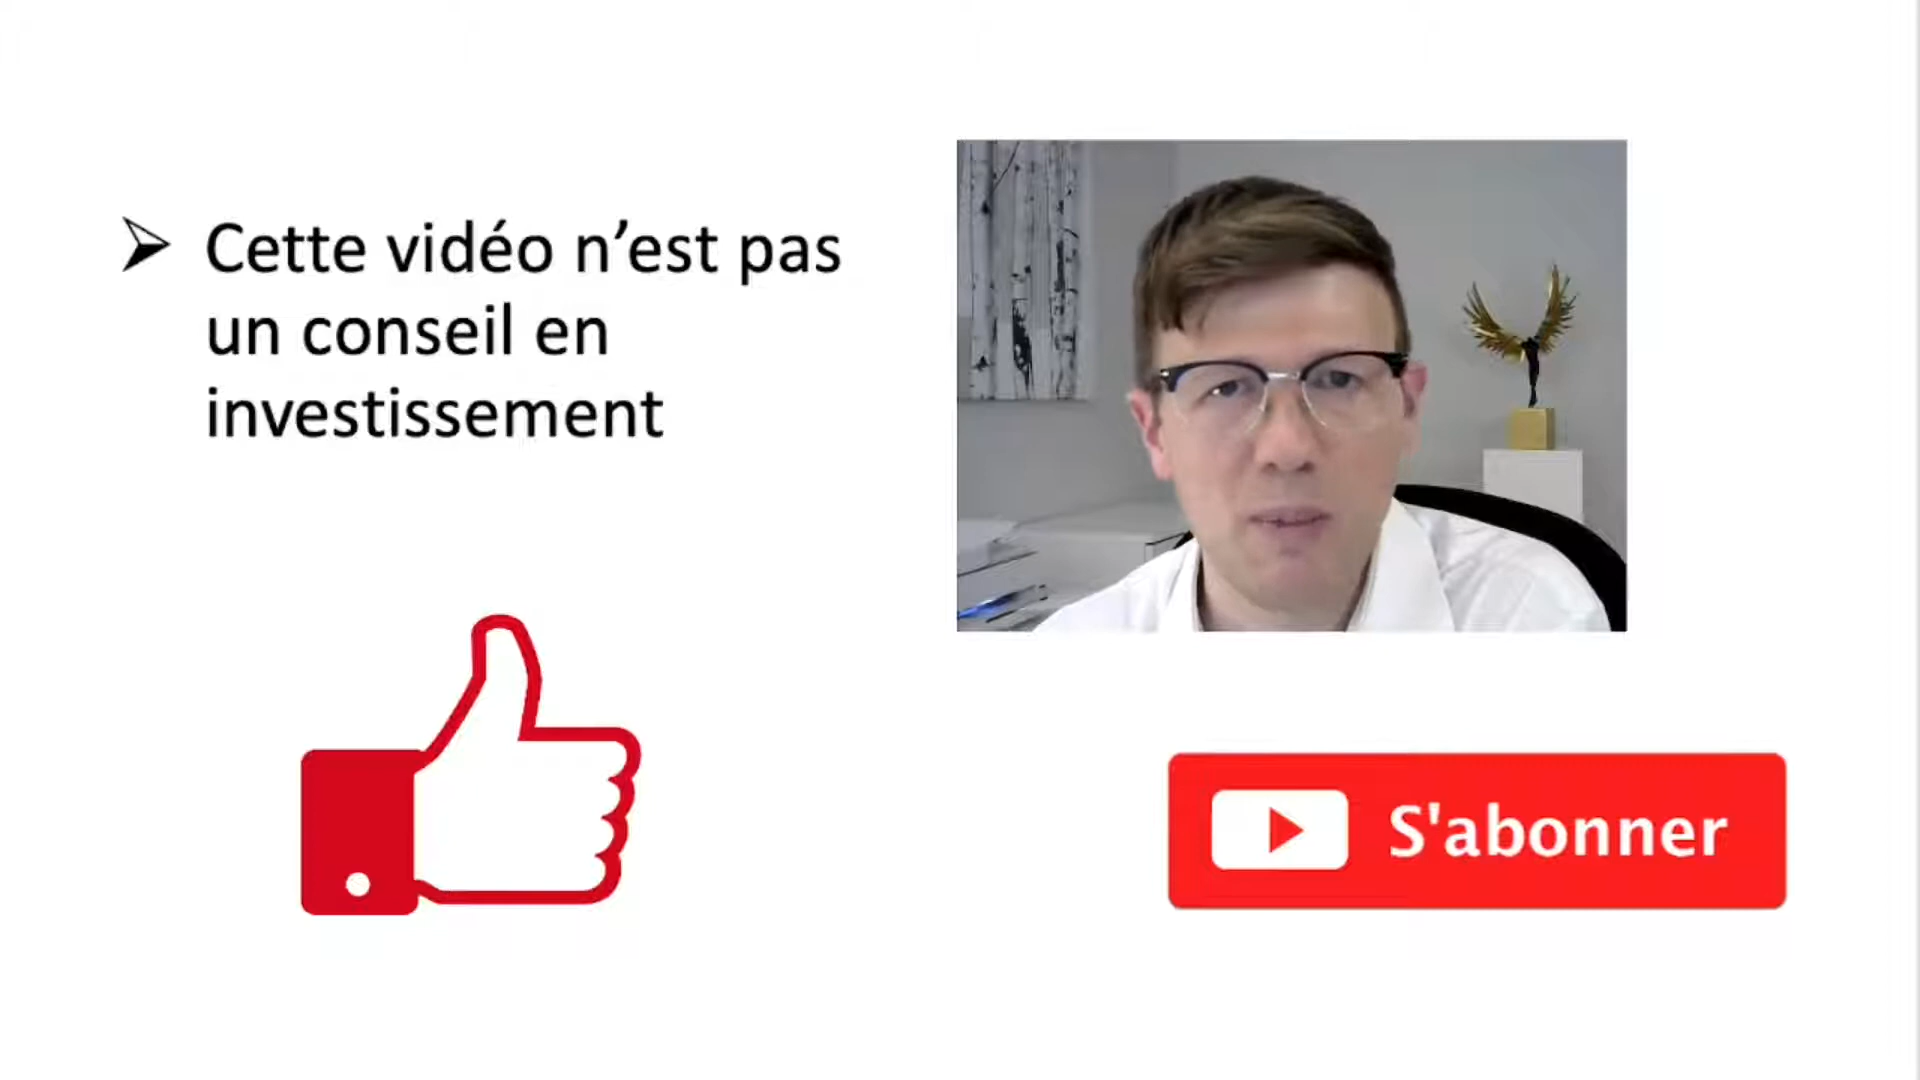 Cette vidéo n’est pas
un conseil en
investissement
S'abonner